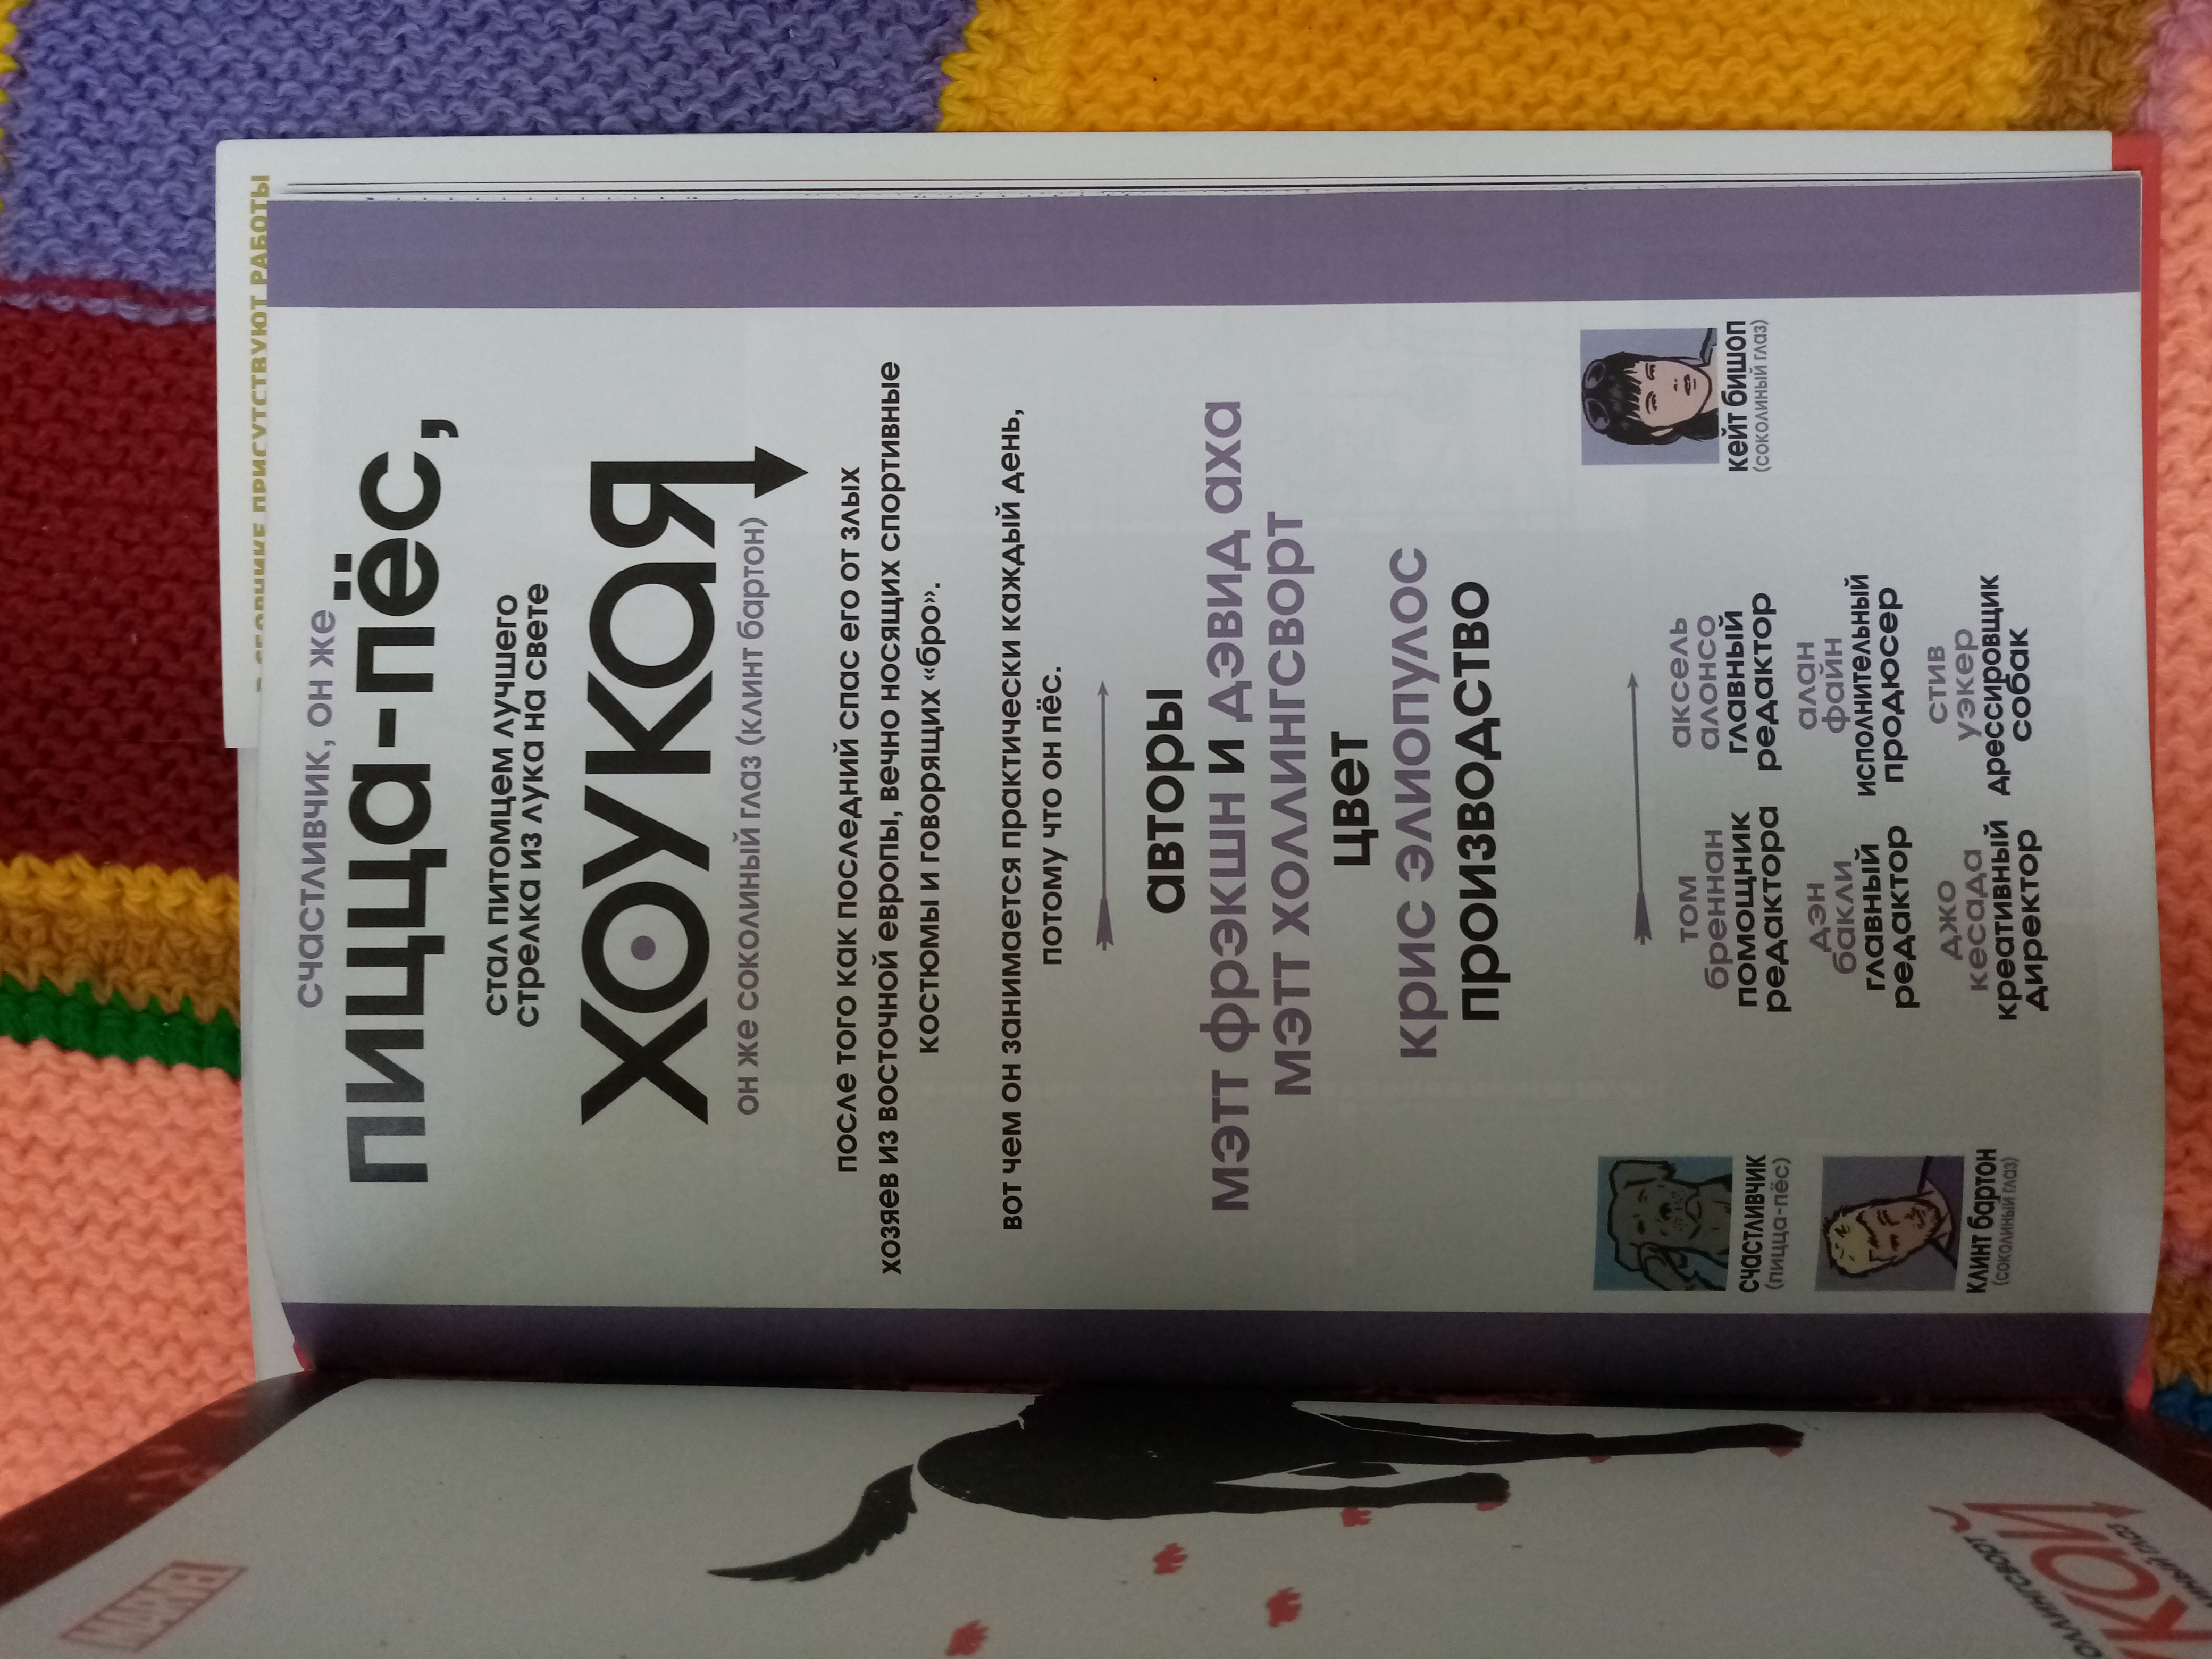 MARVEL
В СБОРНИКЕ ПРИСУТСТВУЮТ РАБОТЫ
счастливчик, он же
пицца-пёс,
стал питомцем лучшего
стрелка из лука на свете
хоукая
он же соколиный глаз (клинт бартон)
после того как последний спас его от злых
хозяев из восточной европы, вечно носящих спортивные
костюмы и говорящих «бро».
вот чем он занимается практически каждый день,
потому что он пёс.
авторы
мэтт фрэкшн и дэвид аха
мэтт холлингсворт
цвет
крис элиопулос
производство
счастливчик
(пицца-пёс)
клинт бартон
(соколиный глаз)
том
бреннан
помощник
редактора
дэн
бакли
главный
редактор
джо
кесада
креативный
директор
аксель
алонсо
главный
редактор
алан
файн
исполнительный
продюсер
стив
уэкер
дрессировщик
собак
кейт бишоп
(соколиный глаз)